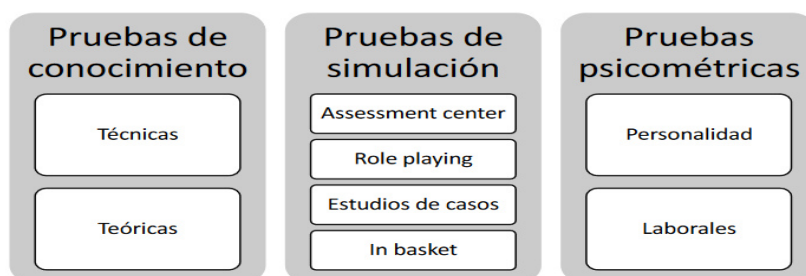 Pruebas de
conocimiento
Técnicas
Teóricas
Pruebas de
simulación
Assessment center
Role playing
Estudios de casos
In basket
Pruebas
psicométricas
Personalidad
Laborales